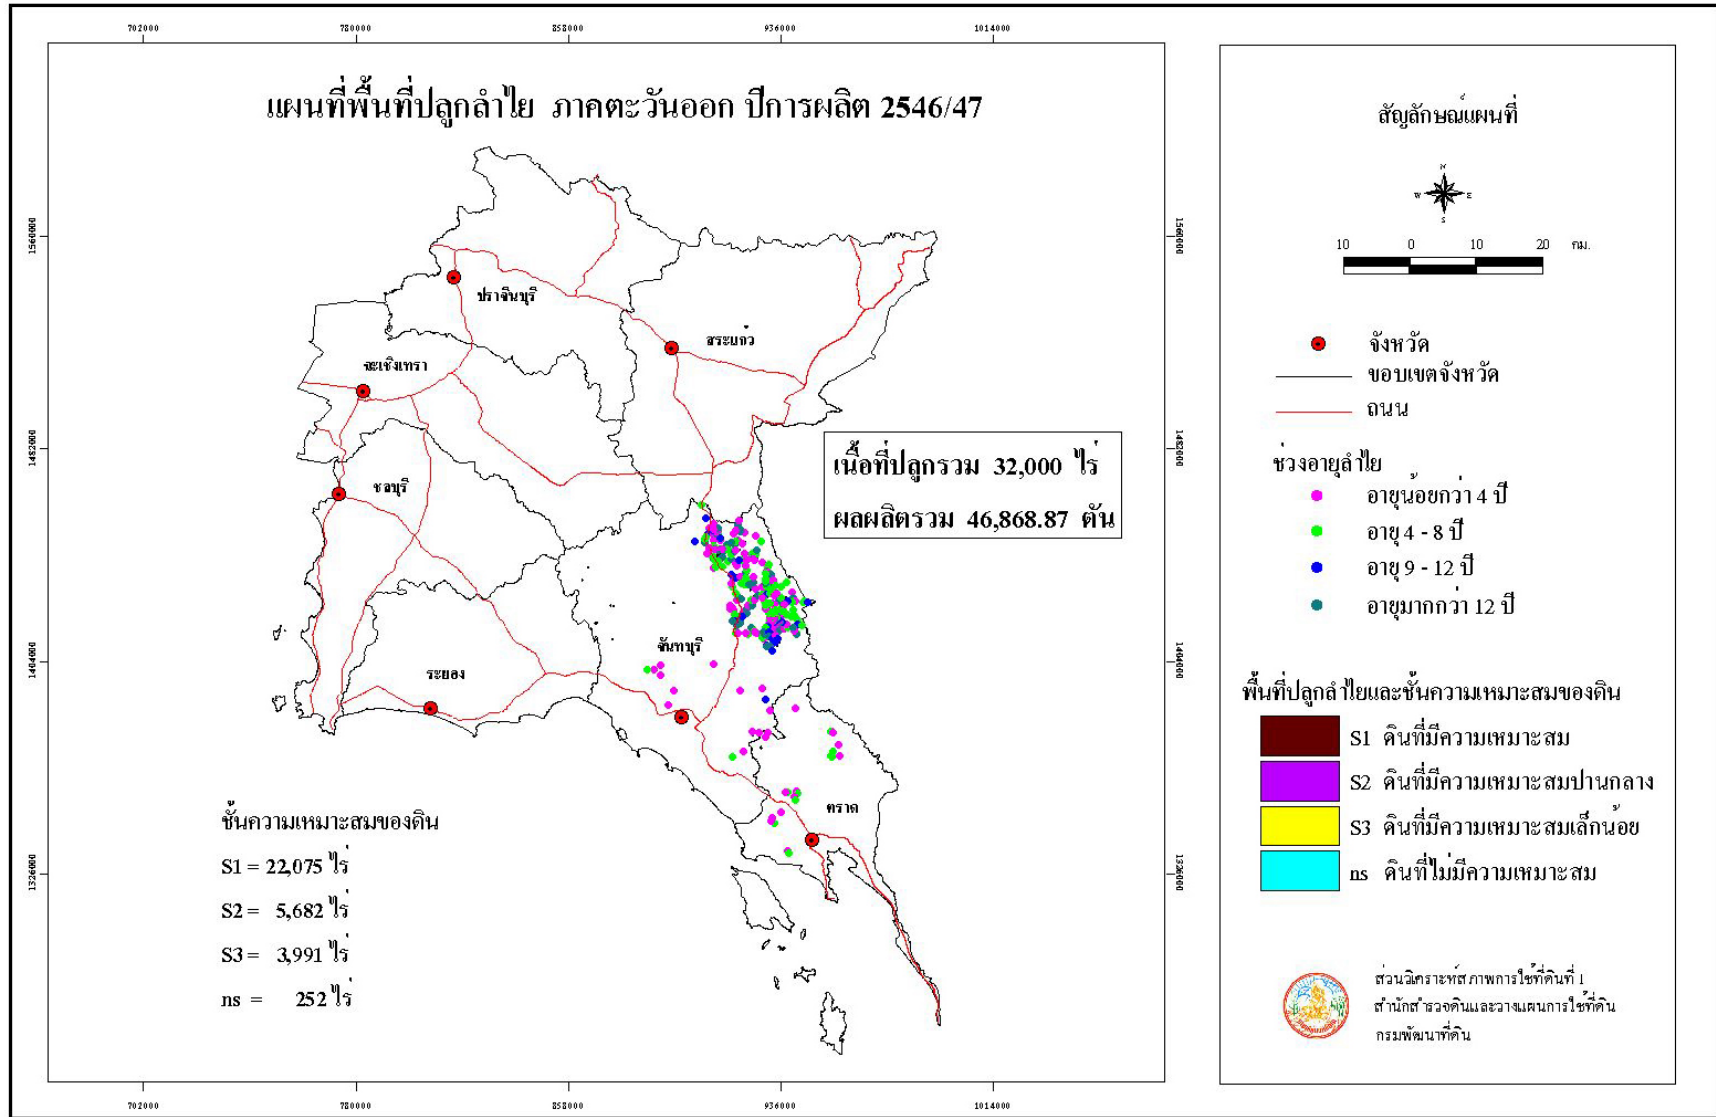 702000 780000 858000 936000 1014000
แผนที่พื้นที่ปลูกลำไย ภาคตะวันออก ปีการผลิต 2546/47
1560000
1482000
1404000
1326000
1560000
1482000
1404000
1326000
ปราจีนบุรี
สระแก้ว
ฉะเชิงเทรา
ชลบุรี
ระยอง
จันทบุรี
ตราด
เนื้อที่ปลูกรวม 32,000 ไร่
ผลผลิตรวม 46,868.87 ตัน
ชั้นความเหมาะสมของดิน
S1 = 22,075 ไร่
S2 = 5,682 ไร่
S3 = 3,991 ไร่
ns = 252 ไร่
702000 780000 858000 936000 1014000
สัญลักษณ์แผนที่
N
W E
S
10 0 10 20 กม.
จังหวัด
ขอบเขตจังหวัด
ถนน
ช่วงอายุลำไย
อายุน้อยกว่า 4 ปี
อายุ 4 - 8 ปี
อายุ 9 - 12 ปี
อายุมากกว่า 12 ปี
พื้นที่ปลูกลำไยและชั้นความเหมาะสมของดิน
S1 ดินที่มีความเหมาะสม
S2 ดินที่มีความเหมาะสมปานกลาง
S3 ดินที่มีความเหมาะสมเล็กน้อย
ns ดินที่ไม่มีความเหมาะสม
ส่วนวิเคราะห์สภาพการใช้ที่ดินที่ 1
สำนักสำรวจดินและวางแผนการใช้ที่ดิน
กรมพัฒนาที่ดิน